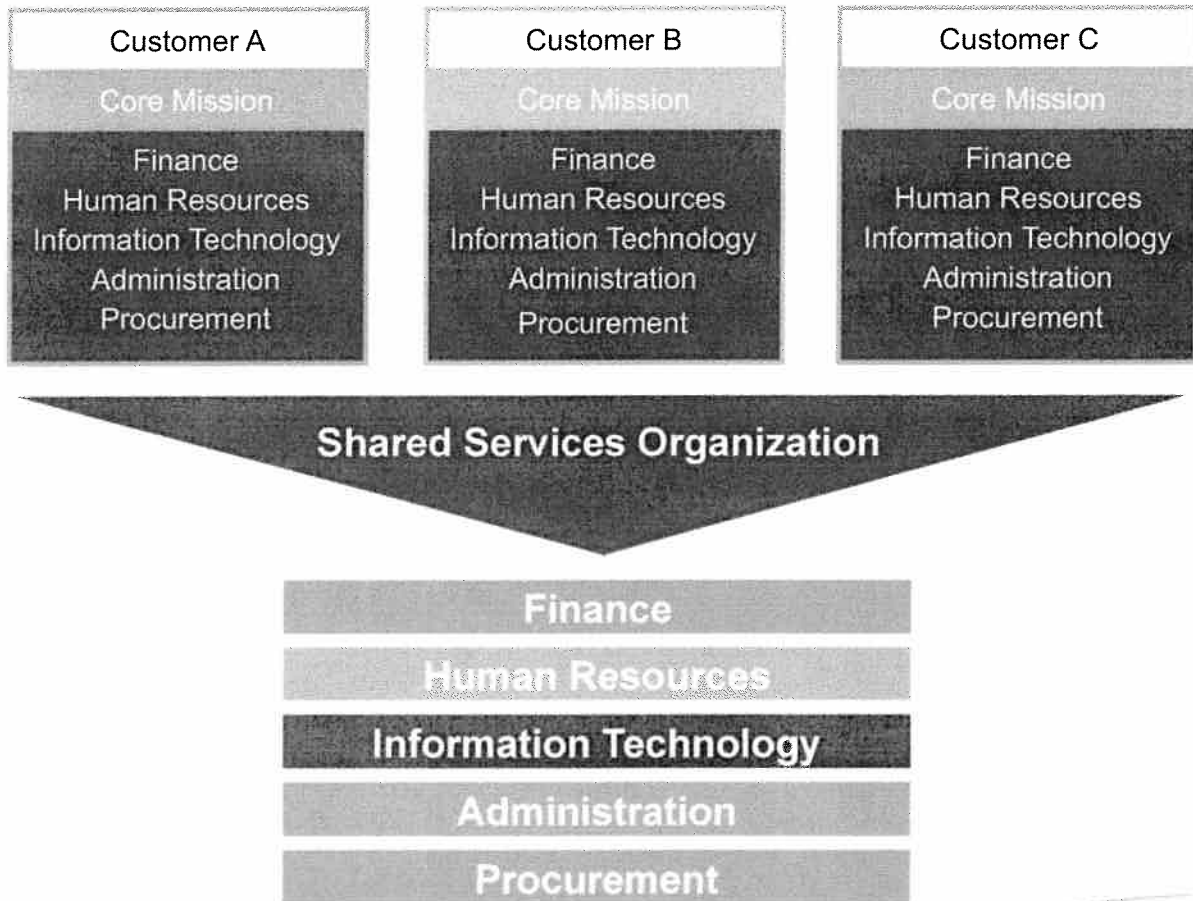 Customer A
Core Mission
Finance
Human Resources
Information Technology
Administration
Procurement
Customer B
Core Mission
Finance
Human Resources
Information Technology
Administration
Procurement
Customer C
Core Mission
Finance
Human Resources
Information Technology
Administration
Procurement
Shared Services Organization
Finance
Human Resources
Information Technology
Administration
Procurement